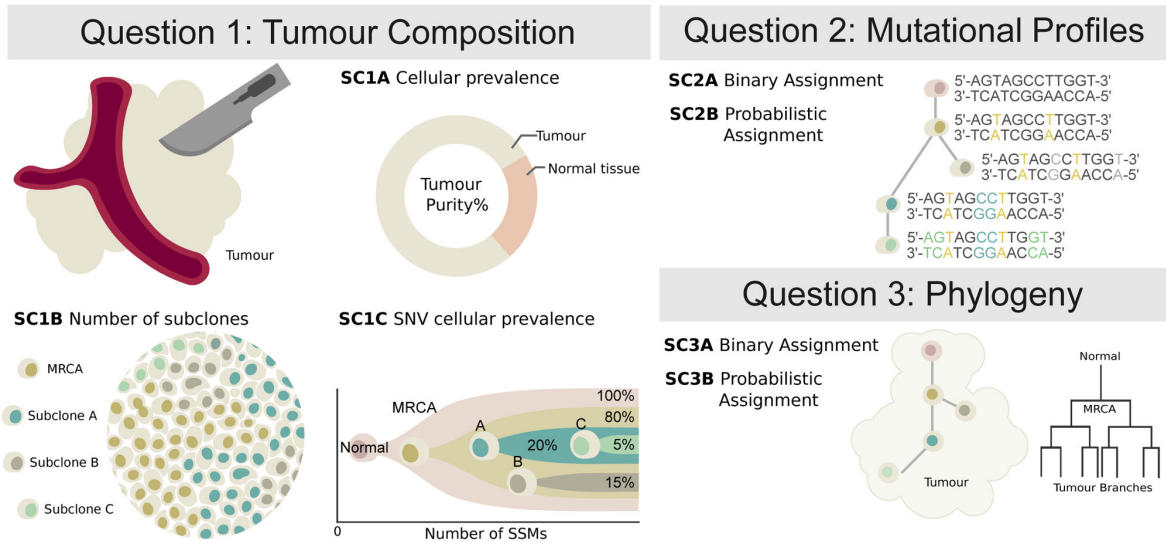 Question 1: Tumour Composition
SC1A Cellular prevalence
Tumour
Tumour
Normal tissue
Tumour
Purity%
SC1B Number of subclones
MRCA
Subclone A
Subclone B
Subclone C
SC1C SNV cellular prevalence
100%
MRCA
80%
A
C
Normal
20%
5%
B
15%
0
Number of SSMs
Question 2: Mutational Profiles
SC2A Binary Assignment
SC2B Probabilistic
Assignment
5'-AGTAGCCTTGGT-3'
3'-TCATCGGAACCA-5'
5'-AGTAGCCTTGGT-3'
3'-TCATCGGAACCA-5'
5'-AGTAGCCTTGGT-3'
3'-TCATCGGAACCA-5'
5'-AGTAGCCTTGGT-3'
3'-TCATCGGAACCA-5'
5'-AGTAGCCTTGGT-3'
3'-TCATCGGAACCA-5'
Question 3: Phylogeny
SC3A Binary Assignment
SC3B Probabilistic
Assignment
Tumour
Normal
MRCA
Tumour Branches